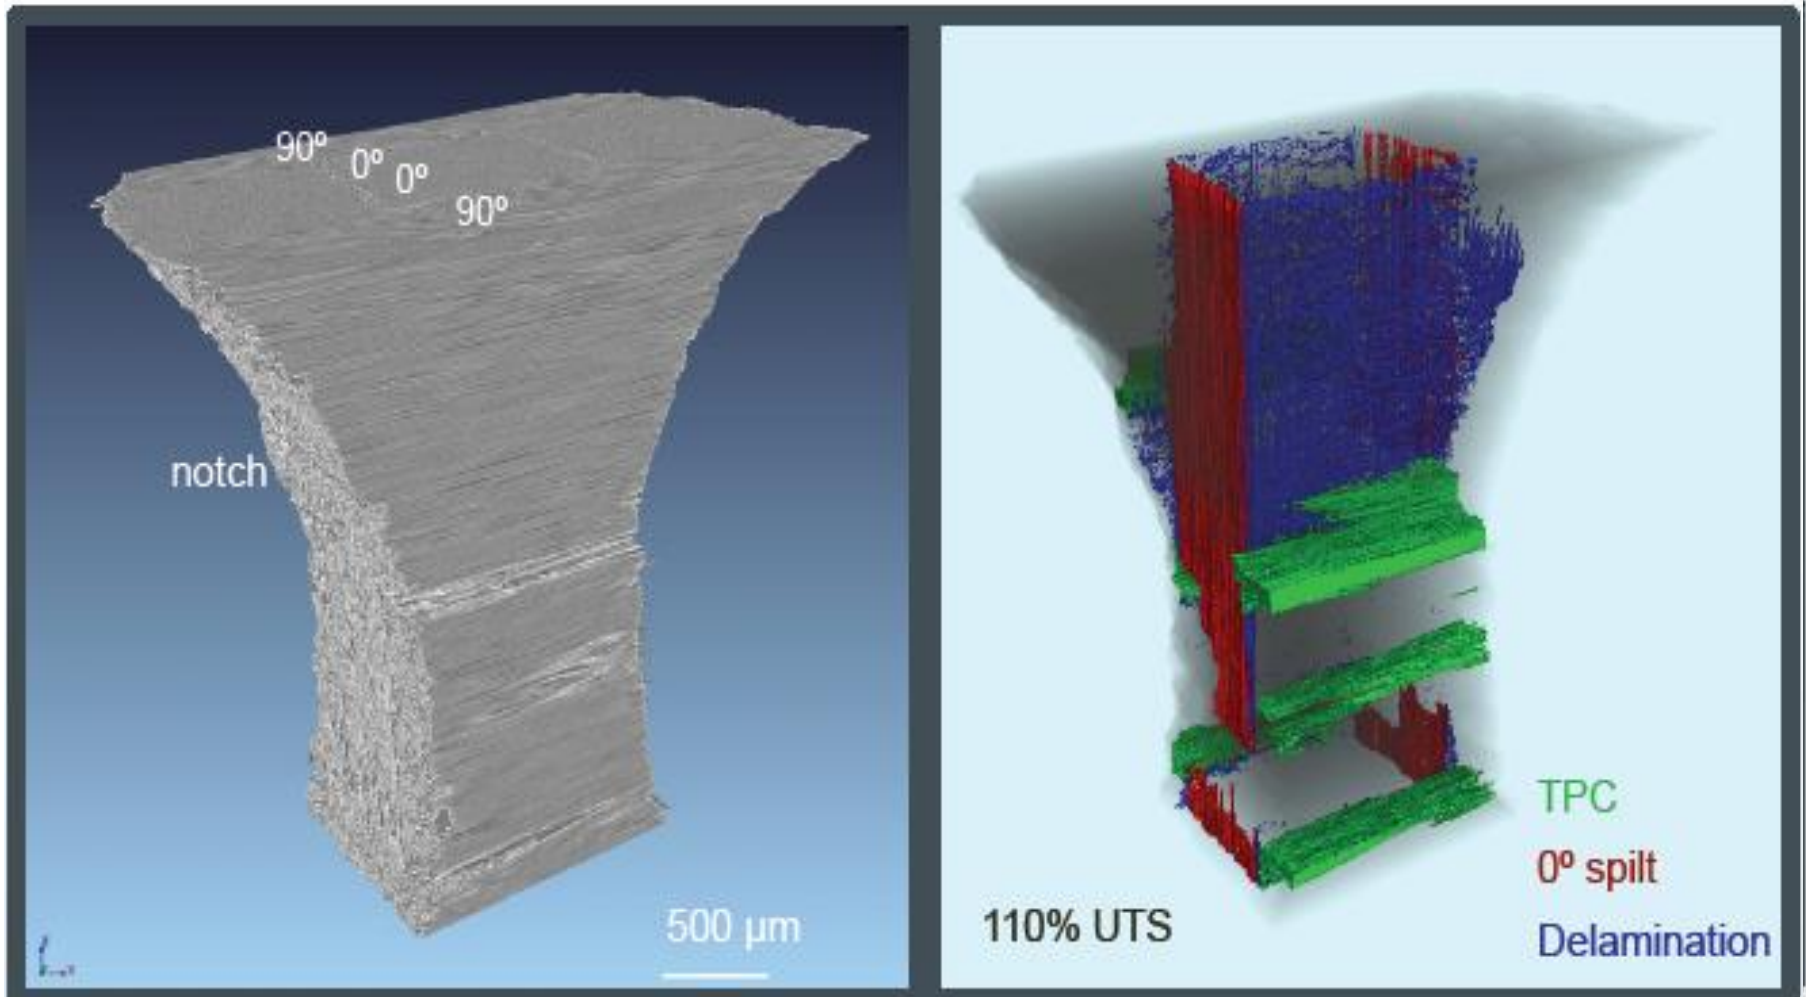 90º
0º
0º
90º
notch
500 µm
110% UTS
TPC
0º spilt
Delamination